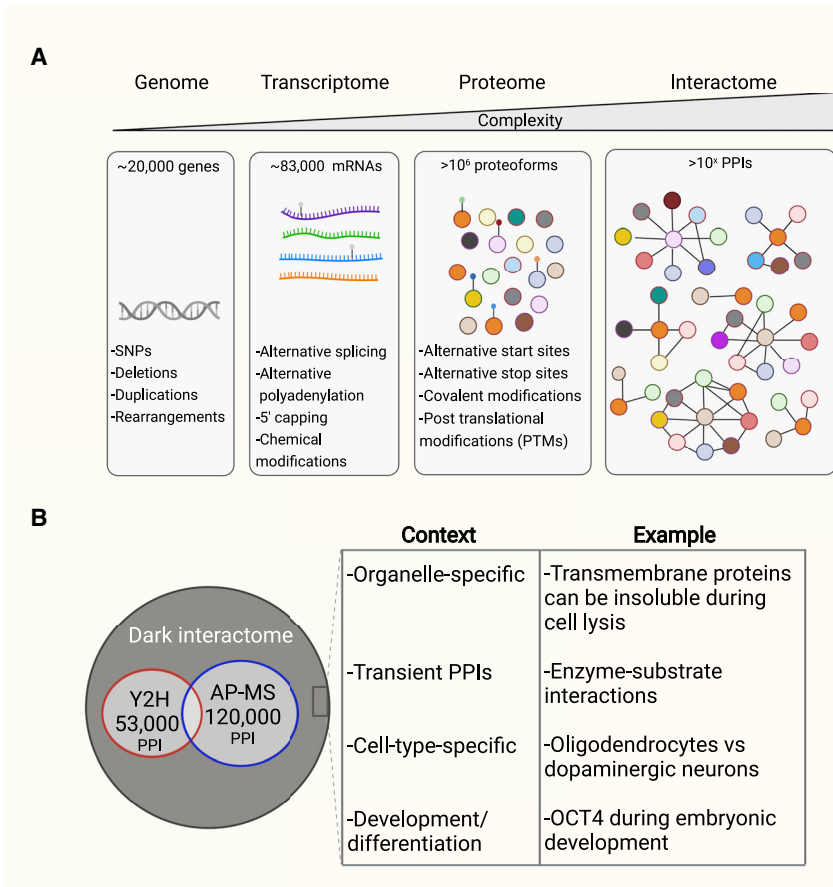 A
Genome
Transcriptome
Proteome
Interactome
Complexity
~20,000 genes
-SNPs
-Deletions
-Duplications
-Rearrangements
~83,000 mRNAs
-Alternative splicing
-Alternative
polyadenylation
-5' capping
-Chemical
modifications
>10⁶ proteoforms
-Alternative start sites
-Alternative stop sites
-Covalent modifications
-Post translational
modifications (PTMs)
>10ˣ PPIs
B
Dark interactome
Y2H
53,000
PPI
AP-MS
120,000
PPI
Context
Example
-Organelle-specific
-Transmembrane proteins
can be insoluble during
cell lysis
-Transient PPIs
-Enzyme-substrate
interactions
-Cell-type-specific
-Oligodendrocytes vs
dopaminergic neurons
-Development/
differentiation
-OCT4 during embryonic
development